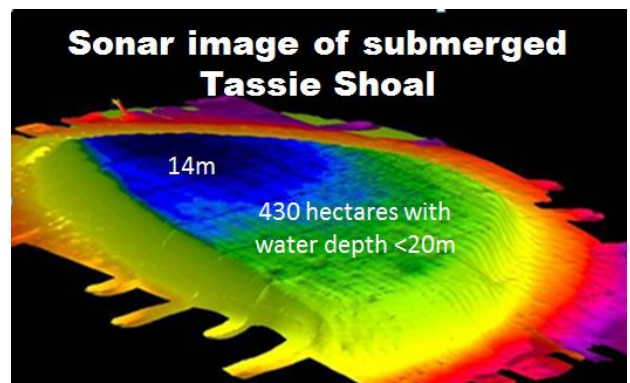 Sonar image of submerged
Tassie Shoal
14m
430 hectares with
water depth <20m